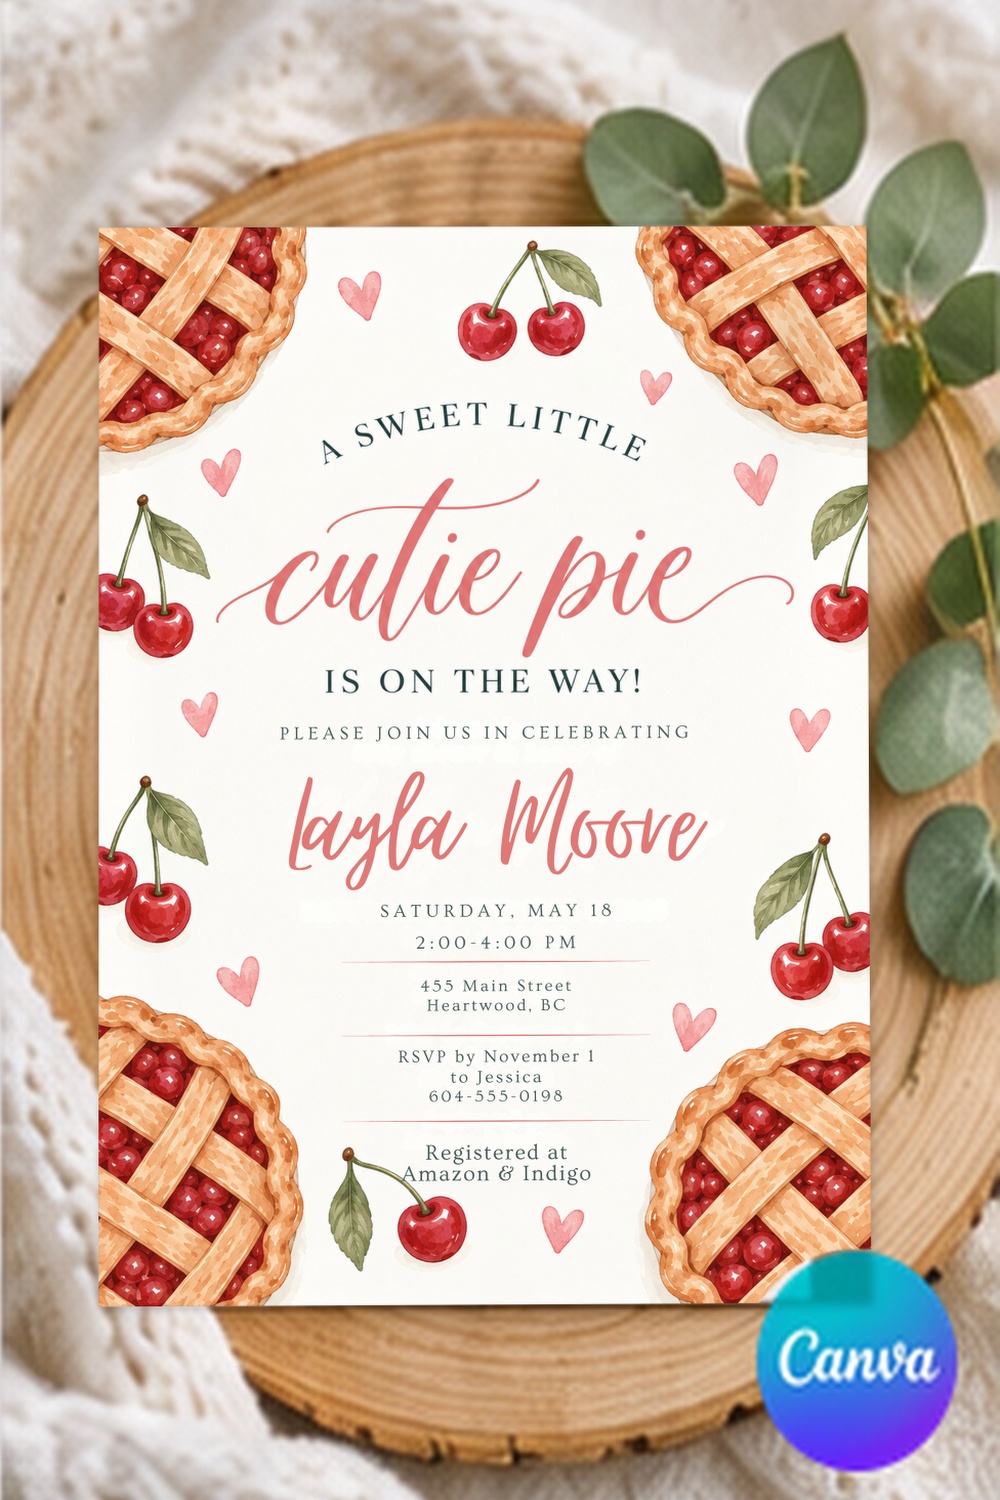 A SWEET LITTLE
cutie pie
IS ON THE WAY!
PLEASE JOIN US IN CELEBRATING
Layla Moore
SATURDAY, MAY 18
2:00-4:00 PM
455 Main Street
Heartwood, BC
RSVP by November 1
to Jessica
604-555-0198
Registered at
Amazon & Indigo
Canva